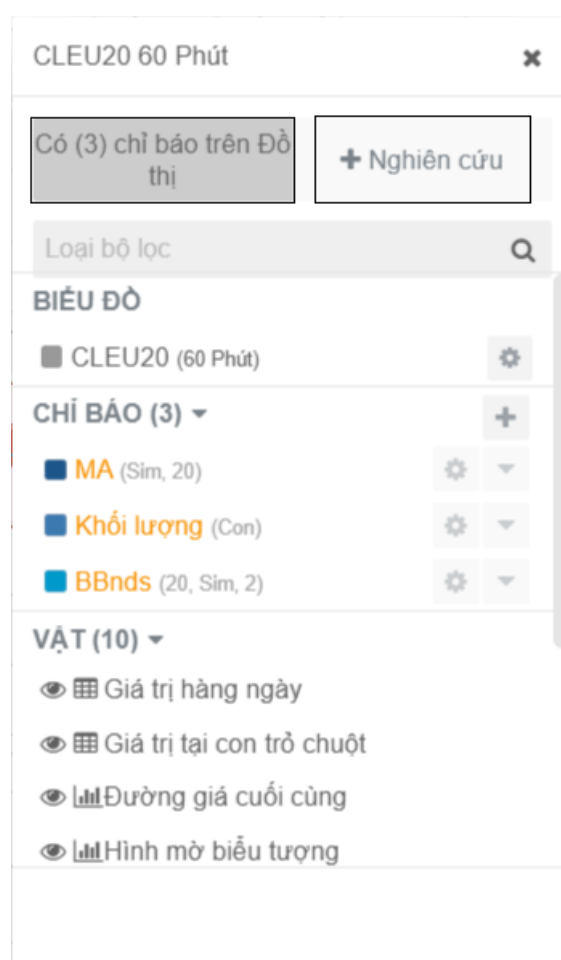 CLEU20 60 Phút
Có (3) chỉ báo trên Đồ
thị
Nghiên cứu
Loại bộ lọc
BIỂU ĐỒ
CLEU20 (60 Phút)
CHỈ BÁO (3)
MA (Sim, 20)
Khối lượng (Con)
BBnds (20, Sim, 2)
VẬT (10)
Giá trị hàng ngày
Giá trị tại con trỏ chuột
Đường giá cuối cùng
Hình mờ biểu tượng